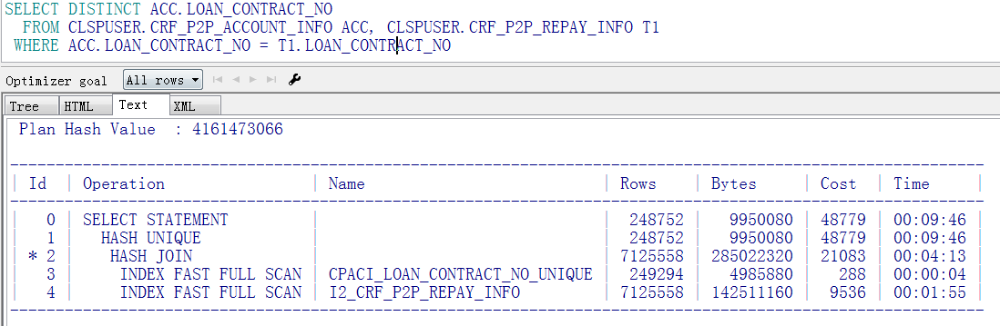 SELECT DISTINCT ACC.LOAN_CONTRACT_NO
FROM CLSPUSER.CRF_P2P_ACCOUNT_INFO ACC, CLSPUSER.CRF_P2P_REPAY_INFO T1
WHERE ACC.LOAN_CONTRACT_NO = T1.LOAN_CONTRACT_NO
Optimizer goal All rows
Tree HTML Text XML
Plan Hash Value : 4161473066
| Id | Operation | Name | Rows | Bytes | Cost | Time |
| 0 | SELECT STATEMENT | | 248752 | 9950080 | 48779 | 00:09:46 |
| 1 | HASH UNIQUE | | 248752 | 9950080 | 48779 | 00:09:46 |
| * 2 | HASH JOIN | | 7125558 | 285022320 | 21083 | 00:04:13 |
| 3 | INDEX FAST FULL SCAN | CPACI_LOAN_CONTRACT_NO_UNIQUE | 249294 | 4985880 | 288 | 00:00:04 |
| 4 | INDEX FAST FULL SCAN | I2_CRF_P2P_REPAY_INFO | 7125558 | 142511160 | 9536 | 00:01:55 |